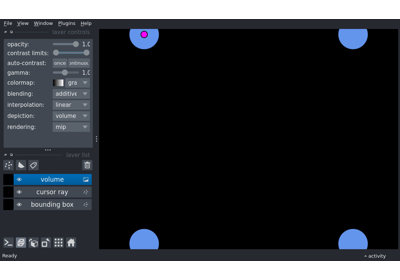 File View Window Plugins Help
layer controls
opacity: 1.0
contrast limits:
auto-contrast: once
gamma: 1.0
colormap: gra
blending: additive
interpolation: linear
depiction: volume
rendering: mip
layer list
volume
cursor ray
bounding box
Ready
activity